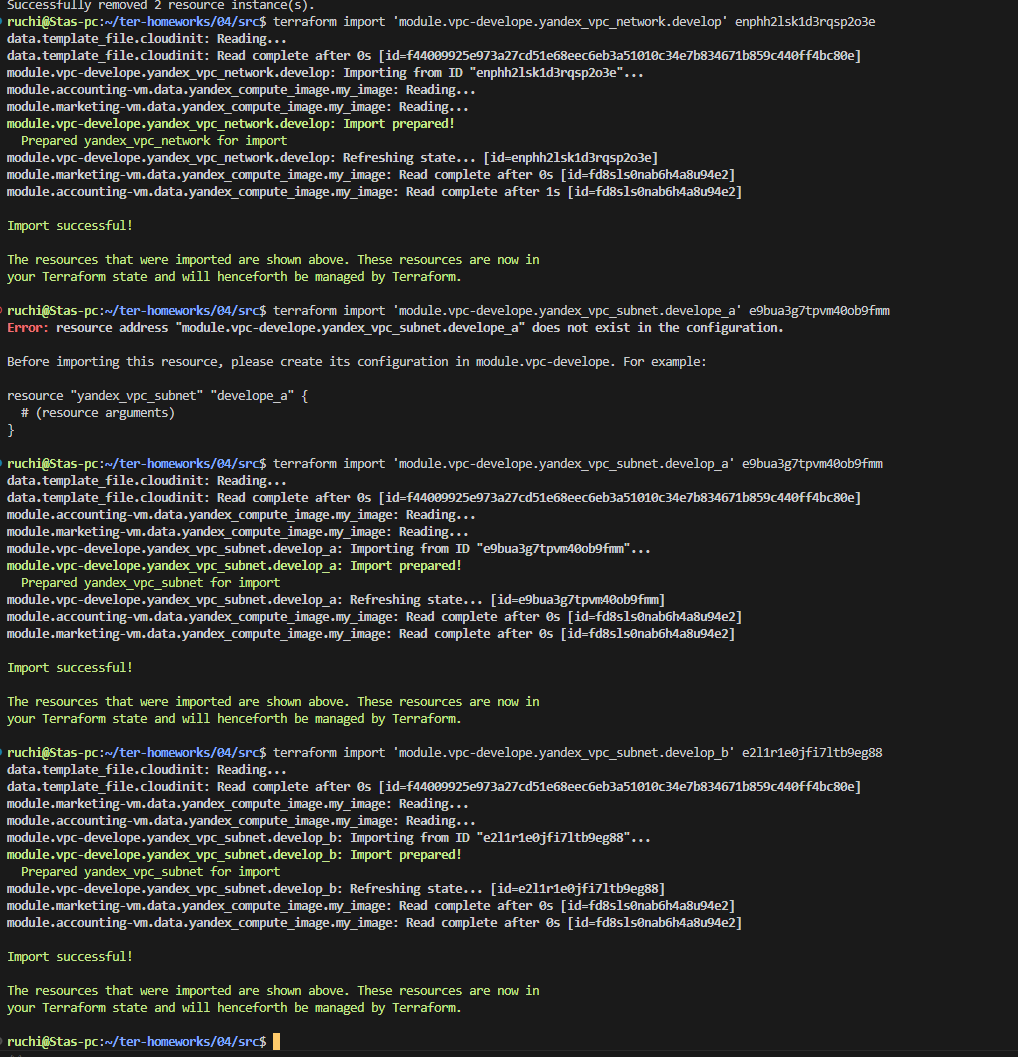 Successfully removed 2 resource instance(s).
ruchi@Stas-pc:~/ter-homeworks/04/src$ terraform import 'module.vpc-develope.yandex_vpc_network.develop' enphh2lsk1d3rqsp2o3e
data.template_file.cloudinit: Reading...
data.template_file.cloudinit: Read complete after 0s [id=f44009925e973a27cd51e68eec6eb3a51010c34e7b834671b859c440ff4bc80e]
module.vpc-develope.yandex_vpc_network.develop: Importing from ID "enphh2lsk1d3rqsp2o3e"...
module.accounting-vm.data.yandex_compute_image.my_image: Reading...
module.marketing-vm.data.yandex_compute_image.my_image: Reading...
module.vpc-develope.yandex_vpc_network.develop: Import prepared!
  Prepared yandex_vpc_network for import
module.vpc-develope.yandex_vpc_network.develop: Refreshing state... [id=enphh2lsk1d3rqsp2o3e]
module.marketing-vm.data.yandex_compute_image.my_image: Read complete after 0s [id=fd8sls0nab6h4a8u94e2]
module.accounting-vm.data.yandex_compute_image.my_image: Read complete after 1s [id=fd8sls0nab6h4a8u94e2]
Import successful!
The resources that were imported are shown above. These resources are now in
your Terraform state and will henceforth be managed by Terraform.
ruchi@Stas-pc:~/ter-homeworks/04/src$ terraform import 'module.vpc-develope.yandex_vpc_subnet.develope_a' e9bua3g7tpvm40ob9fmm
Error: resource address "module.vpc-develope.yandex_vpc_subnet.develope_a" does not exist in the configuration.
Before importing this resource, please create its configuration in module.vpc-develope. For example:
resource "yandex_vpc_subnet" "develope_a" {
  # (resource arguments)
}
ruchi@Stas-pc:~/ter-homeworks/04/src$ terraform import 'module.vpc-develope.yandex_vpc_subnet.develop_a' e9bua3g7tpvm40ob9fmm
data.template_file.cloudinit: Reading...
data.template_file.cloudinit: Read complete after 0s [id=f44009925e973a27cd51e68eec6eb3a51010c34e7b834671b859c440ff4bc80e]
module.accounting-vm.data.yandex_compute_image.my_image: Reading...
module.marketing-vm.data.yandex_compute_image.my_image: Reading...
module.vpc-develope.yandex_vpc_subnet.develop_a: Importing from ID "e9bua3g7tpvm40ob9fmm"...
module.vpc-develope.yandex_vpc_subnet.develop_a: Import prepared!
  Prepared yandex_vpc_subnet for import
module.vpc-develope.yandex_vpc_subnet.develop_a: Refreshing state... [id=e9bua3g7tpvm40ob9fmm]
module.accounting-vm.data.yandex_compute_image.my_image: Read complete after 0s [id=fd8sls0nab6h4a8u94e2]
module.marketing-vm.data.yandex_compute_image.my_image: Read complete after 0s [id=fd8sls0nab6h4a8u94e2]
Import successful!
The resources that were imported are shown above. These resources are now in
your Terraform state and will henceforth be managed by Terraform.
ruchi@Stas-pc:~/ter-homeworks/04/src$ terraform import 'module.vpc-develope.yandex_vpc_subnet.develop_b' e2l1r1e0jfi7ltb9eg88
data.template_file.cloudinit: Reading...
data.template_file.cloudinit: Read complete after 0s [id=f44009925e973a27cd51e68eec6eb3a51010c34e7b834671b859c440ff4bc80e]
module.marketing-vm.data.yandex_compute_image.my_image: Reading...
module.accounting-vm.data.yandex_compute_image.my_image: Reading...
module.vpc-develope.yandex_vpc_subnet.develop_b: Importing from ID "e2l1r1e0jfi7ltb9eg88"...
module.vpc-develope.yandex_vpc_subnet.develop_b: Import prepared!
  Prepared yandex_vpc_subnet for import
module.vpc-develope.yandex_vpc_subnet.develop_b: Refreshing state... [id=e2l1r1e0jfi7ltb9eg88]
module.marketing-vm.data.yandex_compute_image.my_image: Read complete after 0s [id=fd8sls0nab6h4a8u94e2]
module.accounting-vm.data.yandex_compute_image.my_image: Read complete after 0s [id=fd8sls0nab6h4a8u94e2]
Import successful!
The resources that were imported are shown above. These resources are now in
your Terraform state and will henceforth be managed by Terraform.
ruchi@Stas-pc:~/ter-homeworks/04/src$